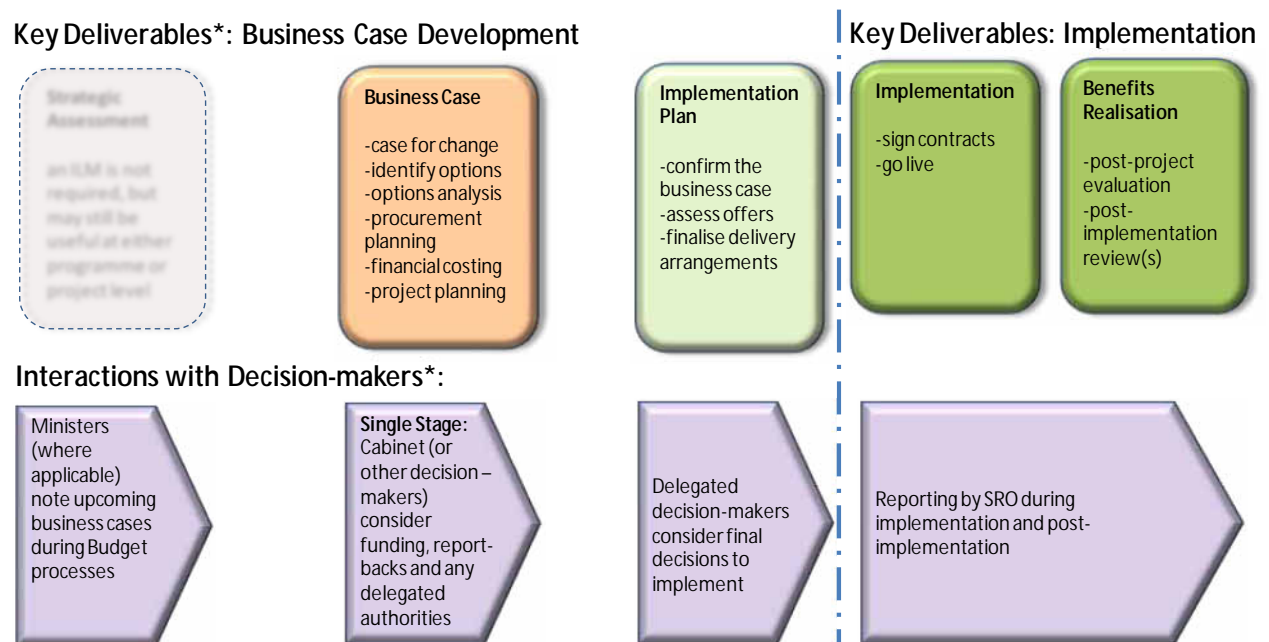 Key Deliverables*: Business Case Development
Key Deliverables: Implementation
Strategic
Assessment
an ILM is not
required, but
may still be
useful at either
programme or
project level
Business Case
-case for change
-identify options
-options analysis
-procurement
planning
-financial costing
-project planning
Implementation
Plan
-confirm the
business case
-assess offers
-finalise delivery
arrangements
Implementation
-sign contracts
-go live
Benefits
Realisation
-post-project
evaluation
-post-
implementation
review(s)
Interactions with Decision-makers*:
Ministers
(where
applicable)
note upcoming
business cases
during Budget
processes
Single Stage:
Cabinet (or
other decision –
makers)
consider
funding, report-
backs and any
delegated
authorities
Delegated
decision-makers
consider final
decisions to
implement
Reporting by SRO during
implementation and post-
implementation